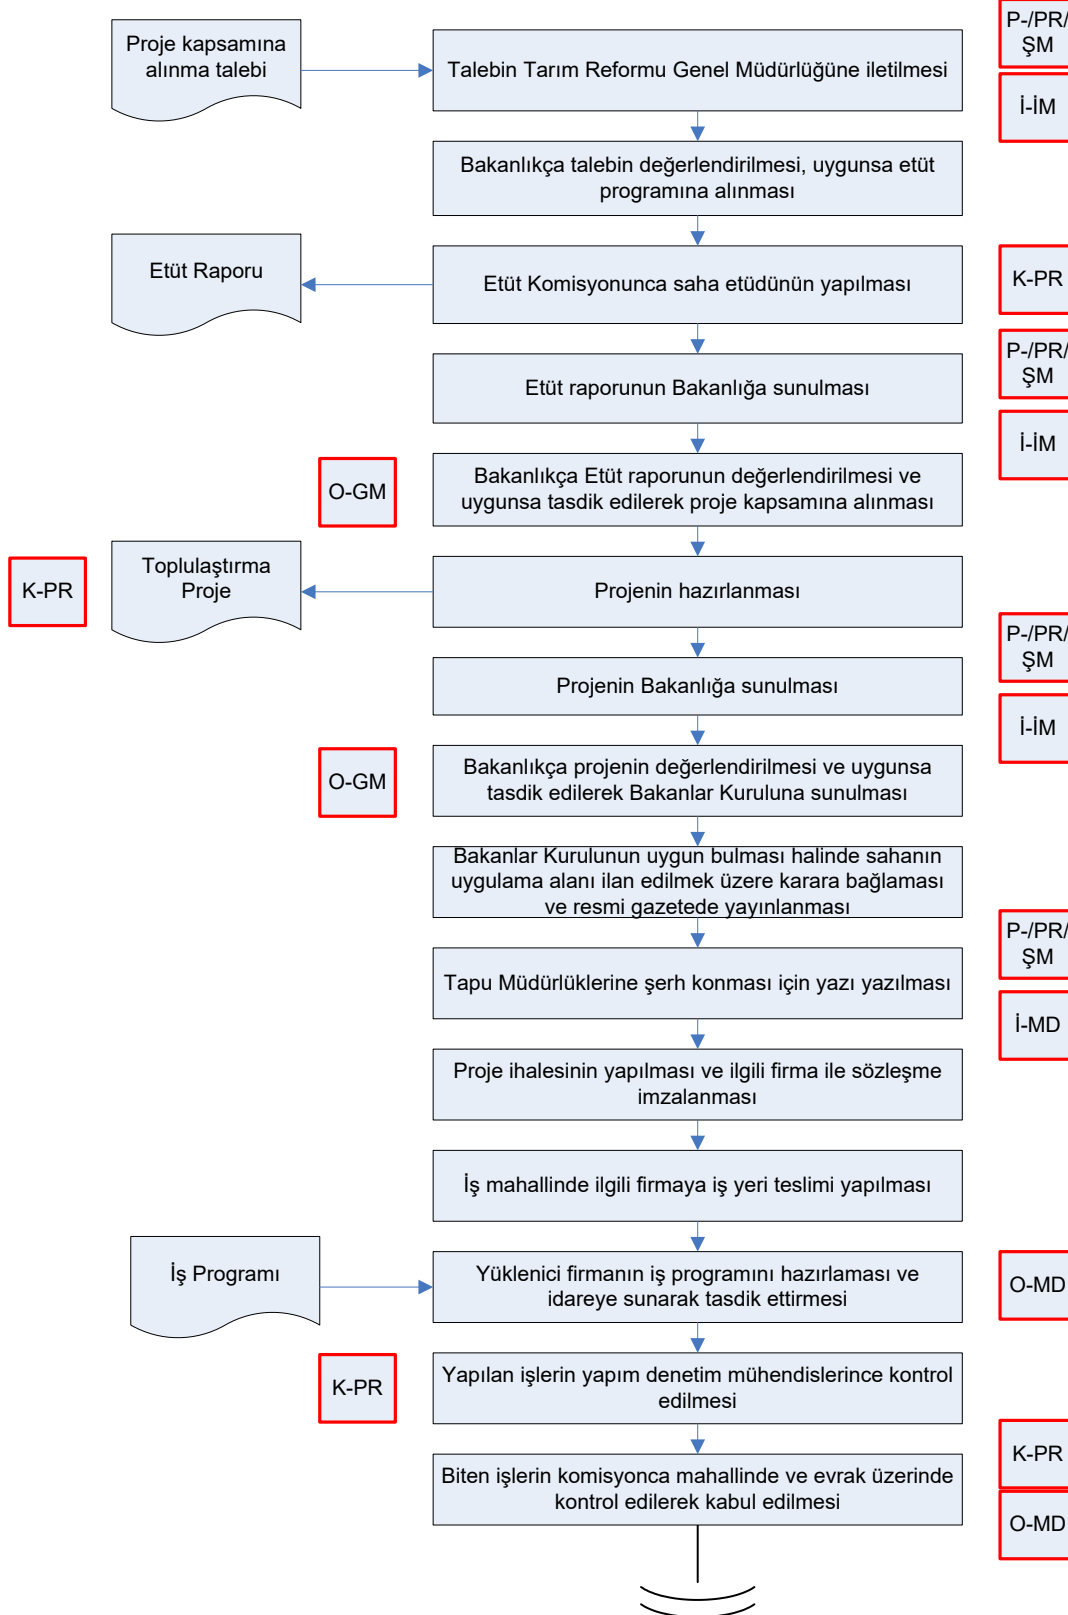 P-/PR/
ŞM
Proje kapsamına
alınma talebi
Talebin Tarım Reformu Genel Müdürlüğüne iletilmesi
İ-İM
Bakanlıkça talebin değerlendirilmesi, uygunsa etüt
programına alınması
Etüt Raporu
Etüt Komisyonunca saha etüdünün yapılması
K-PR
P-/PR/
ŞM
Etüt raporunun Bakanlığa sunulması
İ-İM
O-GM
Bakanlıkça Etüt raporunun değerlendirilmesi ve
uygunsa tasdik edilerek proje kapsamına alınması
K-PR
Toplulaştırma
Proje
Projenin hazırlanması
P-/PR/
ŞM
Projenin Bakanlığa sunulması
İ-İM
O-GM
Bakanlıkça projenin değerlendirilmesi ve uygunsa
tasdik edilerek Bakanlar Kuruluna sunulması
Bakanlar Kurulunun uygun bulması halinde sahanın
uygulama alanı ilan edilmek üzere karara bağlaması
ve resmi gazetede yayınlanması
P-/PR/
ŞM
Tapu Müdürlüklerine şerh konması için yazı yazılması
İ-MD
Proje ihalesinin yapılması ve ilgili firma ile sözleşme
imzalanması
İş mahallinde ilgili firmaya iş yeri teslimi yapılması
İş Programı
Yüklenici firmanın iş programını hazırlaması ve
idareye sunarak tasdik ettirmesi
O-MD
K-PR
Yapılan işlerin yapım denetim mühendislerince kontrol
edilmesi
K-PR
Biten işlerin komisyonca mahallinde ve evrak üzerinde
kontrol edilerek kabul edilmesi
O-MD